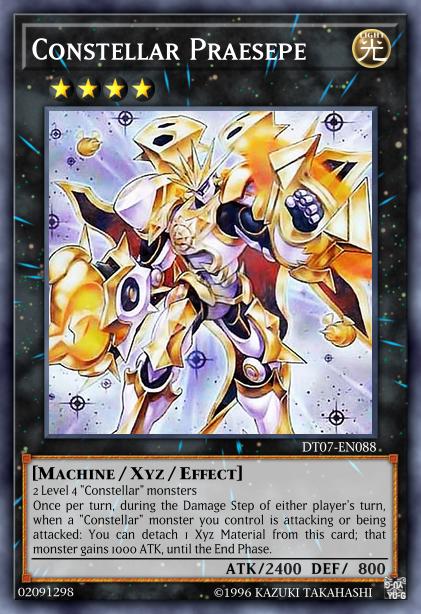 CONSTELLAR PRAESEPE
LIGHT
光
DT07-EN088
[MACHINE / XYZ / EFFECT]
2 Level 4 "Constellar" monsters
Once per turn, during the Damage Step of either player's turn,
when a "Constellar" monster you control is attacking or being
attacked: You can detach 1 Xyz Material from this card; that
monster gains 1000 ATK, until the End Phase.
ATK/2400 DEF/ 800
02091298
©1996 KAZUKI TAKAHASHI